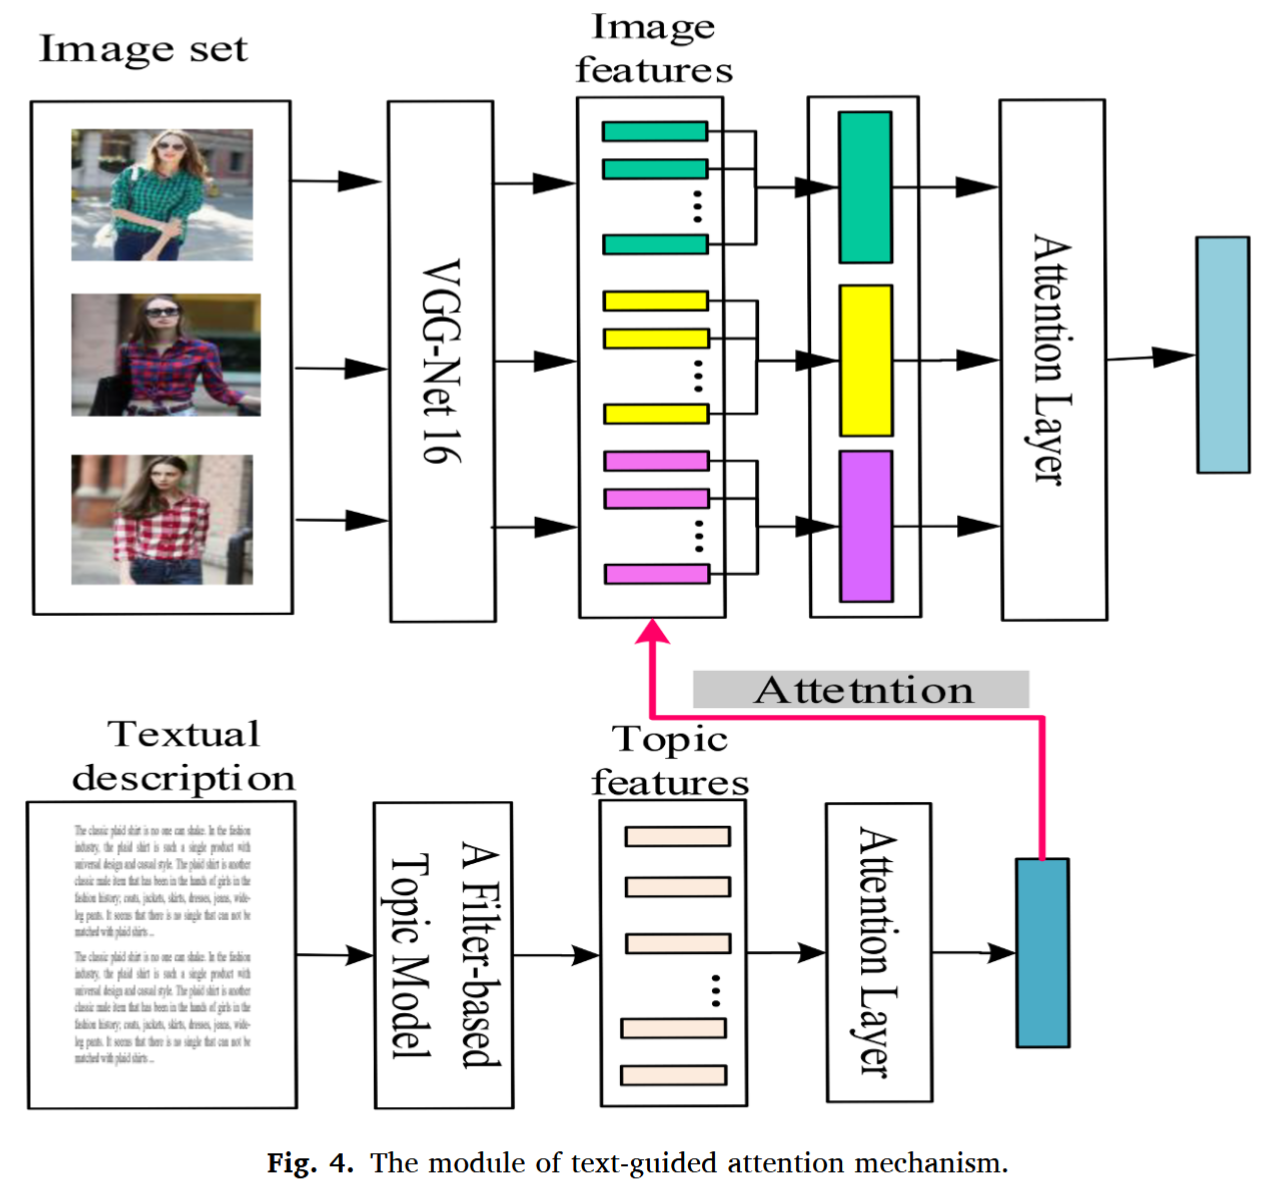 Image set
Image
features
VGG-Net 16
Attention Layer
Attetntion
Textual
description
The classic plaid shirt is no one can shake. In the fashion
industry, the plaid shirt is such a single product with
universal design and casual style. The plaid shirt is another
classic male item that has been in the hands of girls in the
fashion history; coats, jackets, skirts, dresses, jeans, wide-
leg pants. It seems that there is no single that can not be
matched with plaid shirts ...
The classic plaid shirt is no one can shake. In the fashion
industry, the plaid shirt is such a single product with
universal design and casual style. The plaid shirt is another
classic male item that has been in the hands of girls in the
fashion history; coats, jackets, skirts, dresses, jeans, wide-
leg pants. It seems that there is no single that can not be
matched with plaid shirts ...
A Filter-based
Topic Model
Topic
features
Attention Layer
Fig. 4. The module of text-guided attention mechanism.